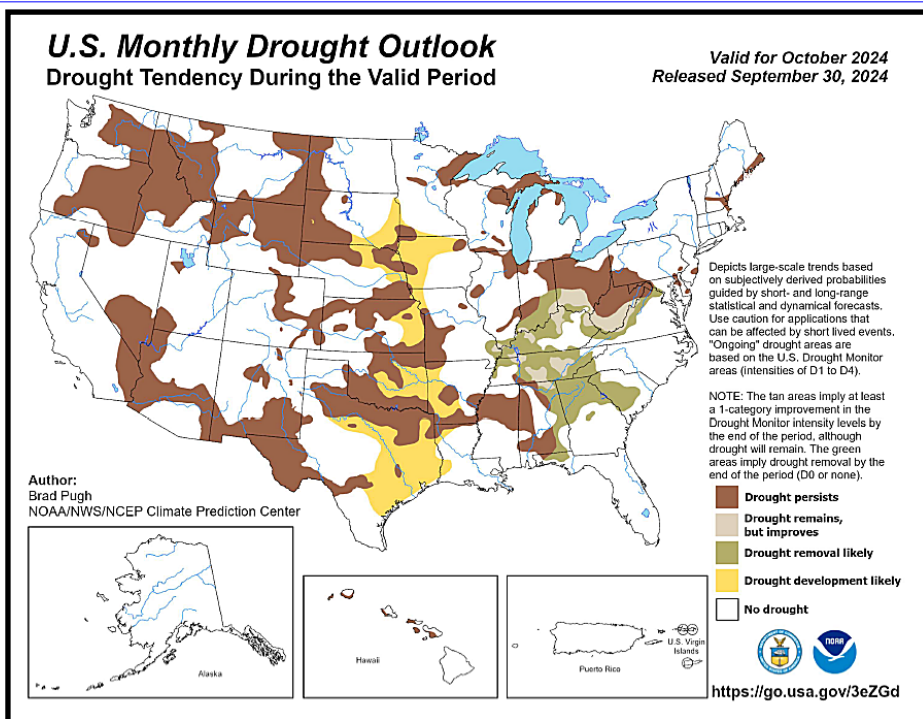 U.S. Monthly Drought Outlook
Drought Tendency During the Valid Period
Valid for October 2024
Released September 30, 2024
Depicts large-scale trends based
on subjectively derived probabilities
guided by short- and long-range
statistical and dynamical forecasts.
Use caution for applications that
can be affected by short lived events.
"Ongoing" drought areas are
based on the U.S. Drought Monitor
areas (intensities of D1 to D4).
NOTE: The tan areas imply at least
a 1-category improvement in the
Drought Monitor intensity levels by
the end of the period, although
drought will remain. The green
areas imply drought removal by the
end of the period (D0 or none).
Author:
Brad Pugh
NOAA/NWS/NCEP Climate Prediction Center
Drought persists
Drought remains,
but improves
Drought removal likely
Drought development likely
No drought
Alaska
Hawaii
Puerto Rico
U.S. Virgin
Islands
NOAA
https://go.usa.gov/3eZGd